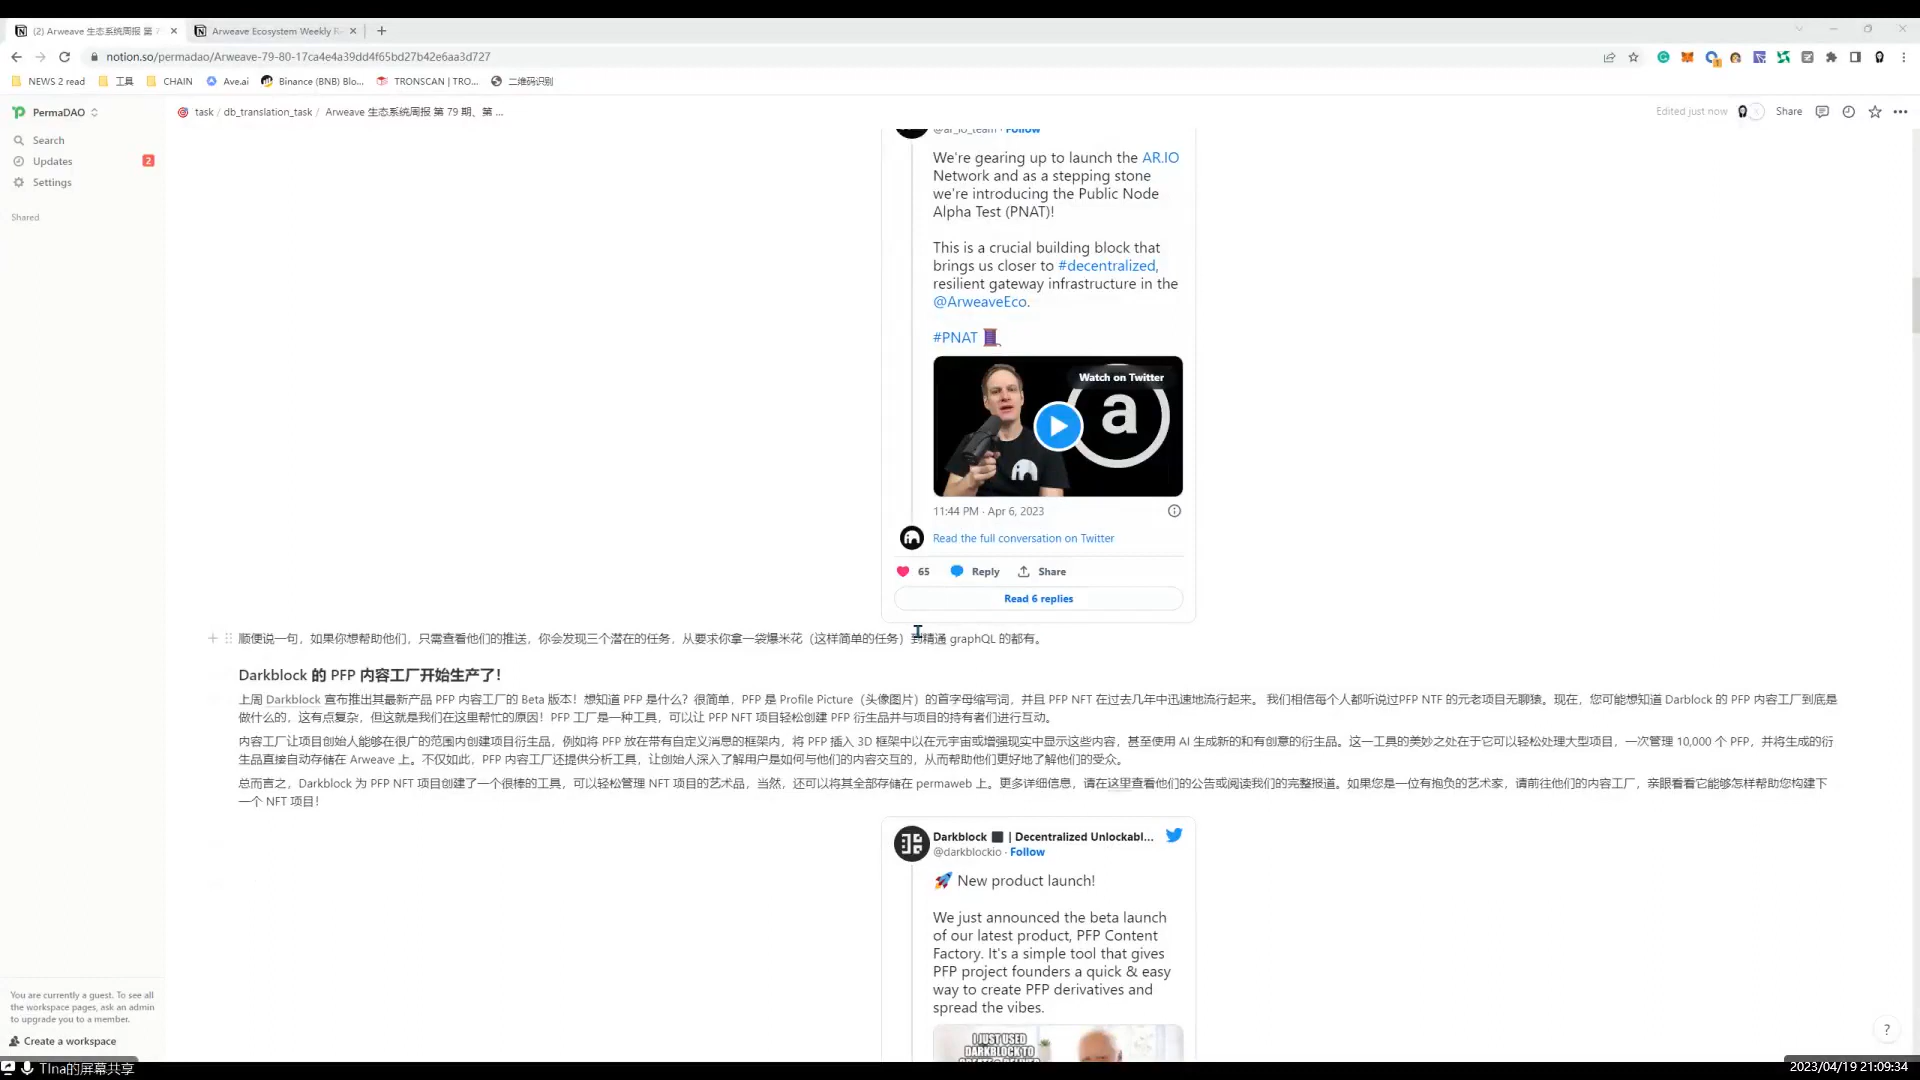 (2) Arweave 生态系统周报 第 7
Arweave Ecosystem Weekly R
notion.so/permadao/Arweave-79-80-17ca4e4a39dd4f65bd27b42e6aa3d727
NEWS 2 read
工具
CHAIN
Ave.ai
Binance (BNB) Blo...
TRONSCAN | TRO...
二维码识别
PermaDAO
task / db_translation_task / Arweave 生态系统周报 第 79 期、第 ...
Edited just now
Share
Search
Updates
2
Settings
Shared
@ar_io_team · Follow
We're gearing up to launch the AR.IO
Network and as a stepping stone
we're introducing the Public Node
Alpha Test (PNAT)!
This is a crucial building block that
brings us closer to #decentralized,
resilient gateway infrastructure in the
@ArweaveEco.
#PNAT
Watch on Twitter
a
11:44 PM · Apr 6, 2023
Read the full conversation on Twitter
65
Reply
Share
Read 6 replies
顺便说一句，如果你想帮助他们，只需查看他们的推送，你会发现三个潜在的任务，从要求你拿一袋爆米花（这样简单的任务）到精通 graphQL 的都有。
Darkblock 的 PFP 内容工厂开始生产了！
上周 Darkblock 宣布推出其最新产品 PFP 内容工厂的 Beta 版本！想知道 PFP 是什么？很简单，PFP 是 Profile Picture（头像图片）的首字母缩写词，并且 PFP NFT 在过去几年中迅速地流行起来。 我们相信每个人都听说过PFP NTF 的元老项目无聊猿。现在，您可能想知道 Darblock 的 PFP 内容工厂到底是
做什么的，这有点复杂，但这就是我们在这里帮忙的原因！PFP 工厂是一种工具，可以让 PFP NFT 项目轻松创建 PFP 衍生品并与项目的持有者们进行互动。
内容工厂让项目创始人能够在很广的范围内创建项目衍生品，例如将 PFP 放在带有自定义消息的框架内，将 PFP 插入 3D 框架中以在元宇宙或增强现实中显示这些内容，甚至使用 AI 生成新的和有创意的衍生品。这一工具的美妙之处在于它可以轻松处理大型项目，一次管理 10,000 个 PFP，并将生成的衍
生品直接自动存储在 Arweave 上。不仅如此，PFP 内容工厂还提供分析工具，让创始人深入了解用户是如何与他们的内容交互的，从而帮助他们更好地了解他们的受众。
总而言之，Darkblock 为 PFP NFT 项目创建了一个很棒的工具，可以轻松管理 NFT 项目的艺术品，当然，还可以将其全部存储在 permaweb 上。更多详细信息，请在这里查看他们的公告或阅读我们的完整报道。如果您是一位有抱负的艺术家，请前往他们的内容工厂，亲眼看看它能够怎样帮助您构建下
一个 NFT 项目！
Darkblock | Decentralized Unlockabl...
@darkblockio · Follow
New product launch!
We just announced the beta launch
of our latest product, PFP Content
Factory. It's a simple tool that gives
PFP project founders a quick & easy
way to create PFP derivatives and
spread the vibes.
I JUST USED
DARKBLOCK TO
You are currently a guest. To see all
the workspace pages, ask an admin
to upgrade you to a member.
Create a workspace
?
TIna的屏幕共享
2023/04/19 21:09:34